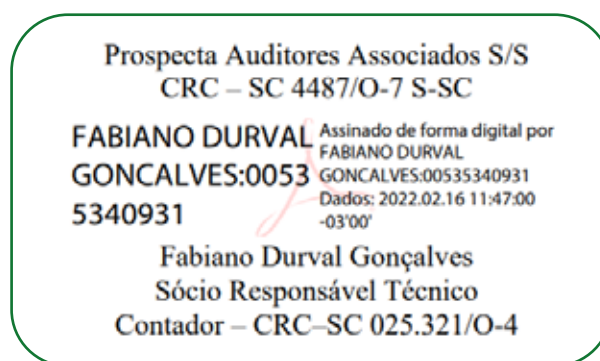 Prospecta Auditores Associados S/S
CRC – SC 4487/O-7 S-SC
FABIANO DURVAL
GONCALVES:0053
5340931
Assinado de forma digital por
FABIANO DURVAL
GONCALVES:00535340931
Dados: 2022.02.16 11:47:00
-03'00'
Fabiano Durval Gonçalves
Sócio Responsável Técnico
Contador – CRC–SC 025.321/O-4